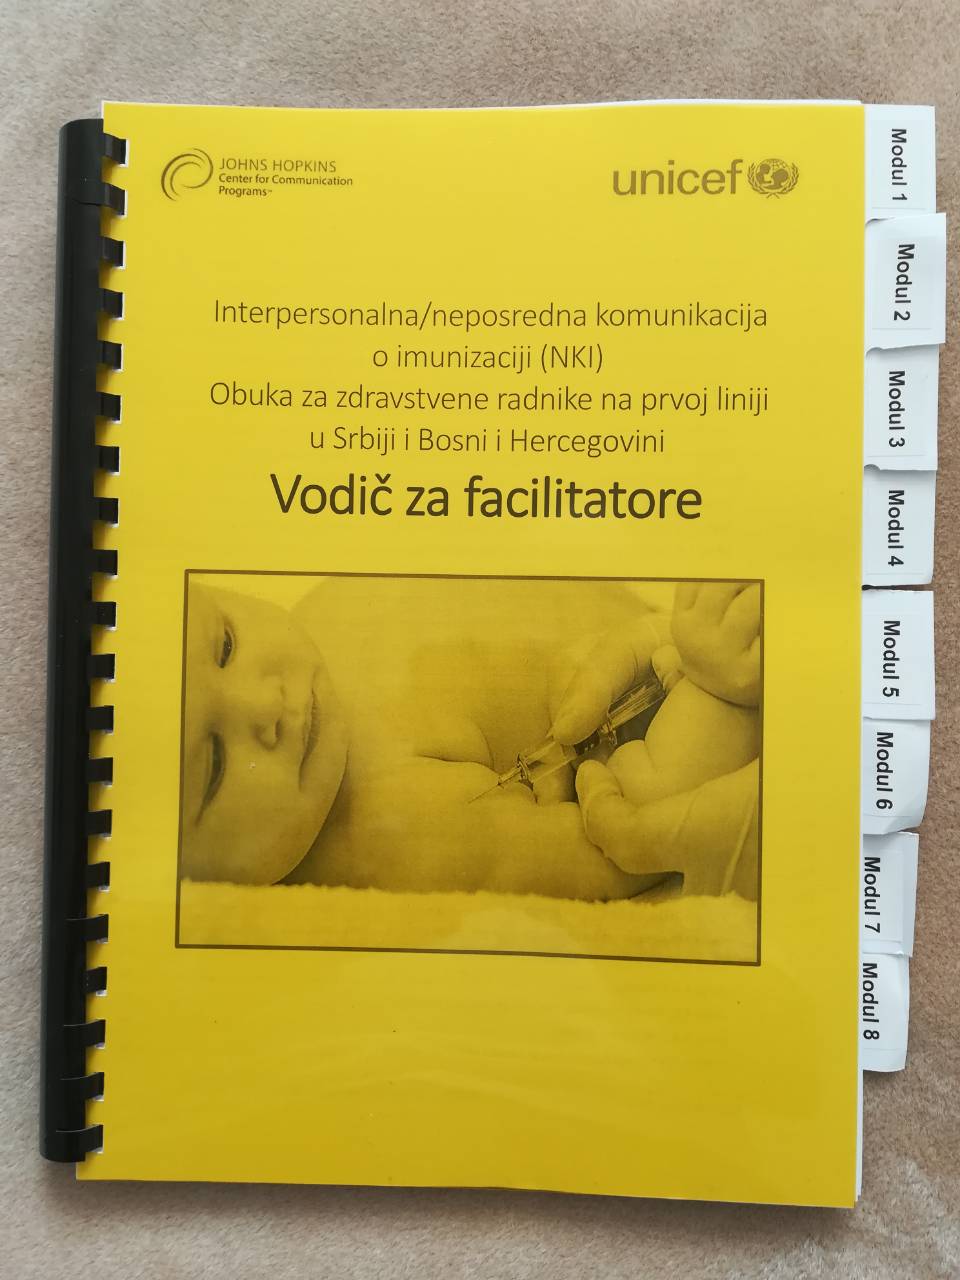 JOHNS HOPKINS
Center for Communication
Programs™
unicef
Interpersonalna/neposredna komunikacija
o imunizaciji (NKI)
Obuka za zdravstvene radnike na prvoj liniji
u Srbiji i Bosni i Hercegovini
Vodič za facilitatore
Modul 1
Modul 2
Modul 3
Modul 4
Modul 5
Modul 6
Modul 7
Modul 8